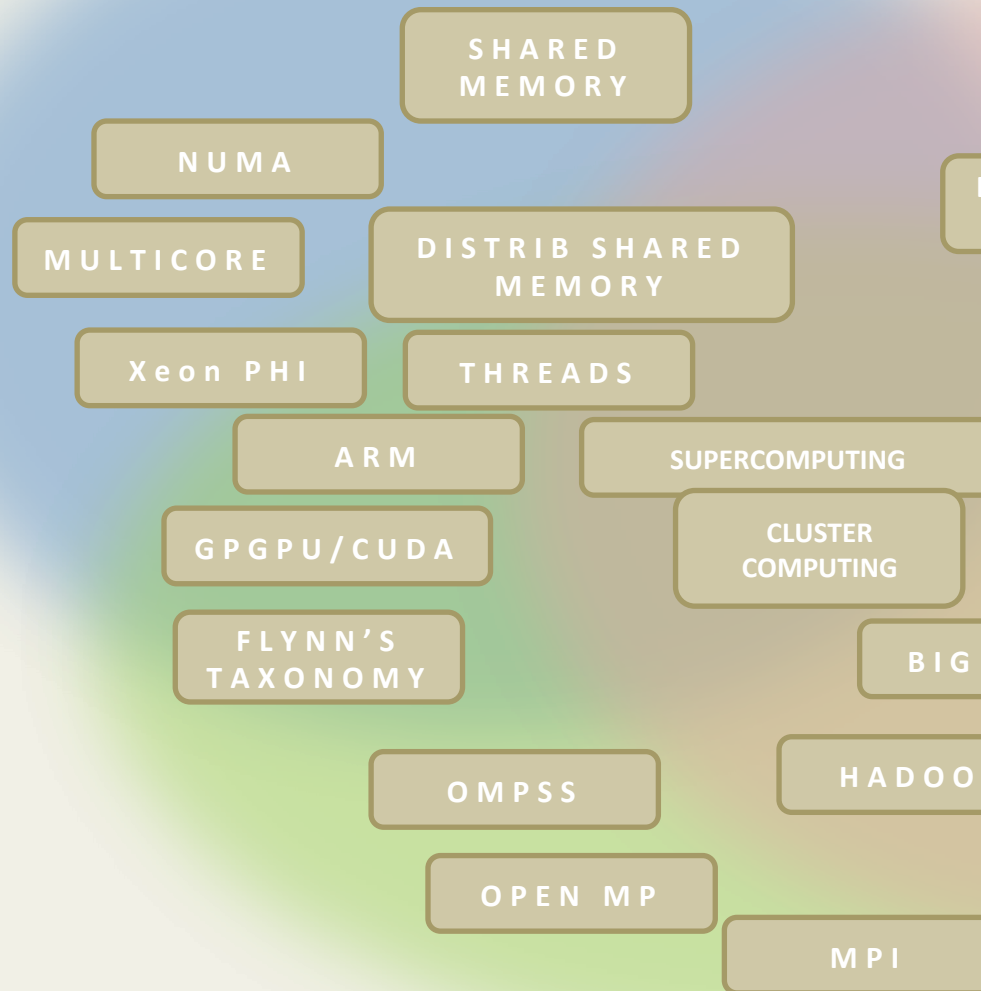 SHARED
MEMORY
NUMA
MULTICORE
DISTRIB SHARED
MEMORY
Xeon PHI
THREADS
ARM
SUPERCOMPUTING
GPGPU/CUDA
CLUSTER
COMPUTING
FLYNN’S
TAXONOMY
BIG
HADOO
OMPSS
OPEN MP
MPI